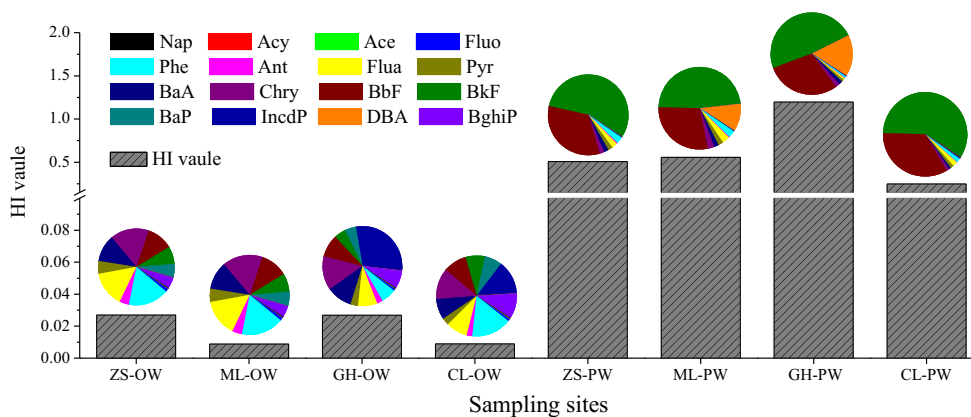 2.0
1.5
1.0
0.5
0.08
0.06
0.04
0.02
0.00
HI vaule
Nap Acy Ace Fluo
Phe Ant Flua Pyr
BaA Chry BbF BkF
BaP IncdP DBA BghiP
HI vaule
ZS-OW ML-OW GH-OW CL-OW ZS-PW ML-PW GH-PW CL-PW
Sampling sites